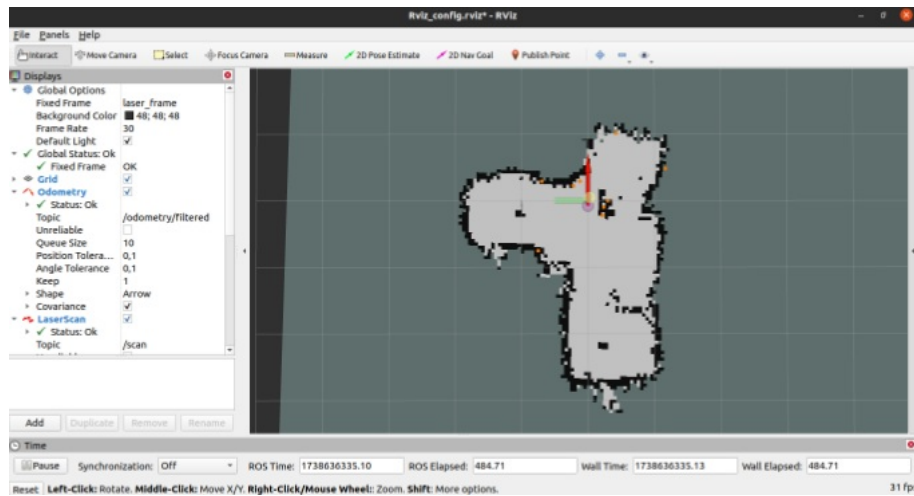 Rviz_config.rviz* - RViz
File Panels Help
Interact Move Camera Select Focus Camera Measure 2D Pose Estimate 2D Nav Goal Publish Point
Displays
Global Options
Fixed Frame laser_frame
Background Color 48; 48; 48
Frame Rate 30
Default Light
Global Status: Ok
Fixed Frame OK
Grid
Odometry
Status: Ok
Topic /odometry/filtered
Unreliable
Queue Size 10
Position Tolera... 0,1
Angle Tolerance 0,1
Keep 1
Shape Arrow
Covariance
LaserScan
Status: Ok
Topic /scan
Add Duplicate Remove Rename
Time
Pause Synchronization: Off ROS Time: 1738636335.10 ROS Elapsed: 484.71 Wall Time: 1738636335.13 Wall Elapsed: 484.71
Reset Left-Click: Rotate. Middle-Click: Move X/Y. Right-Click/Mouse Wheel:: Zoom. Shift: More options. 31 fp